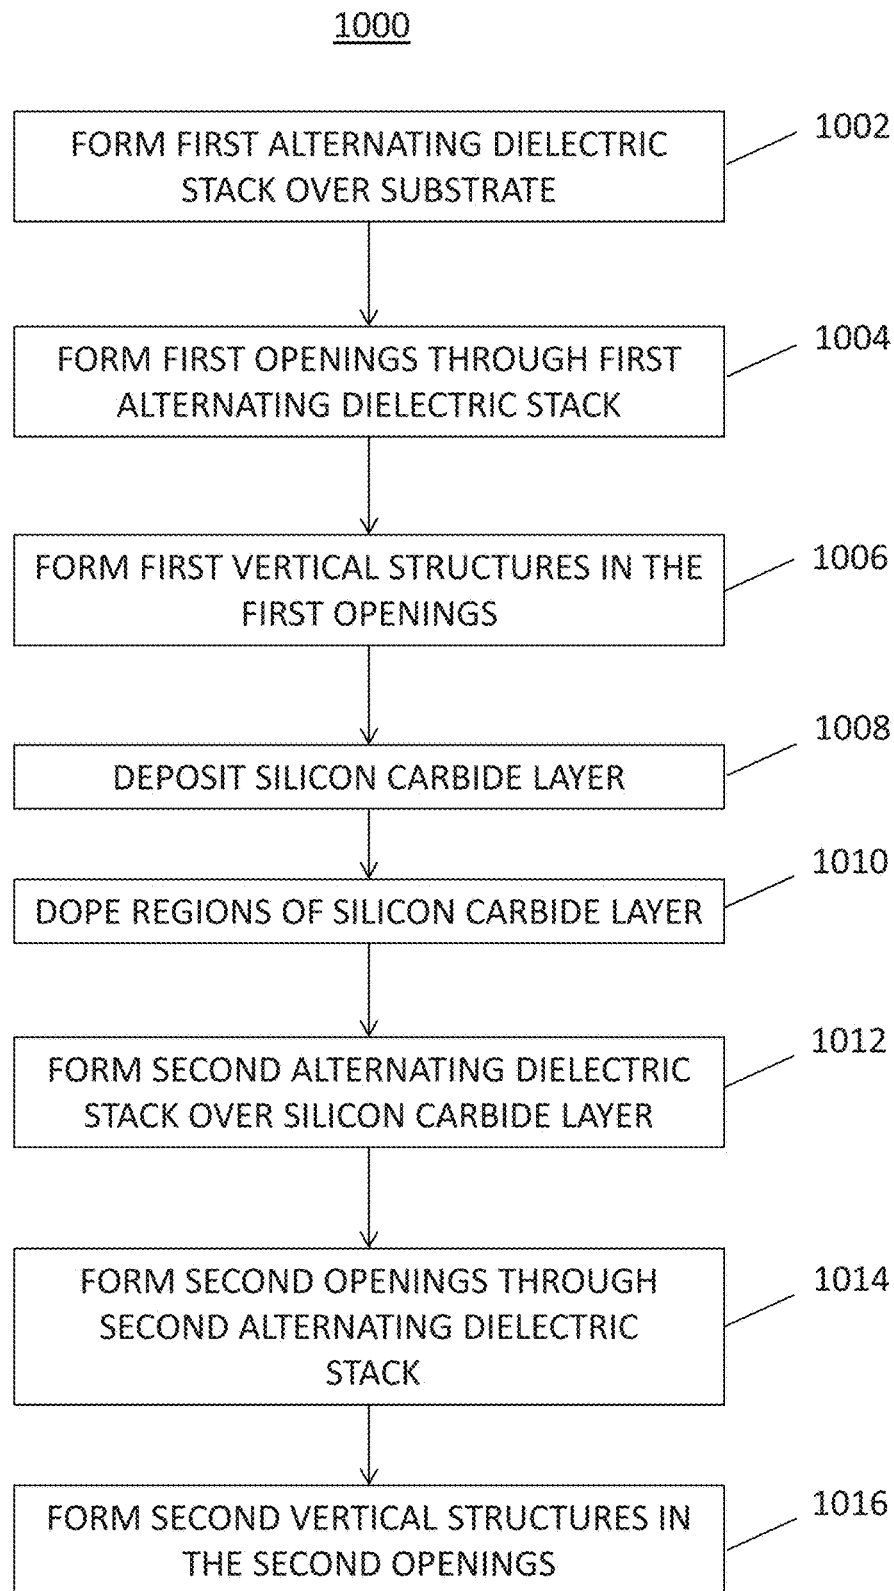 1000
FORM FIRST ALTERNATING DIELECTRIC
STACK OVER SUBSTRATE
1002
FORM FIRST OPENINGS THROUGH FIRST
ALTERNATING DIELECTRIC STACK
1004
FORM FIRST VERTICAL STRUCTURES IN THE
FIRST OPENINGS
1006
DEPOSIT SILICON CARBIDE LAYER
1008
DOPE REGIONS OF SILICON CARBIDE LAYER
1010
FORM SECOND ALTERNATING DIELECTRIC
STACK OVER SILICON CARBIDE LAYER
1012
FORM SECOND OPENINGS THROUGH
SECOND ALTERNATING DIELECTRIC
STACK
1014
FORM SECOND VERTICAL STRUCTURES IN
THE SECOND OPENINGS
1016